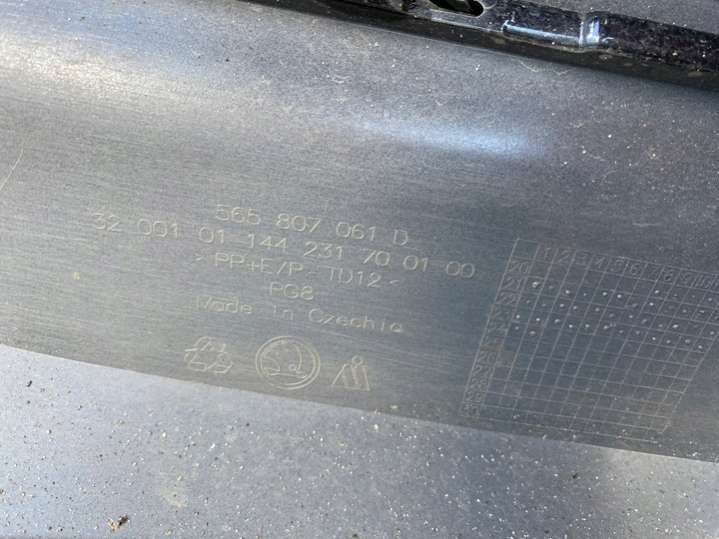 565 807 061 D
32 001 01 144 231 70 01 00
>PP+E/P-TD12<
PG8
Made in Czechia